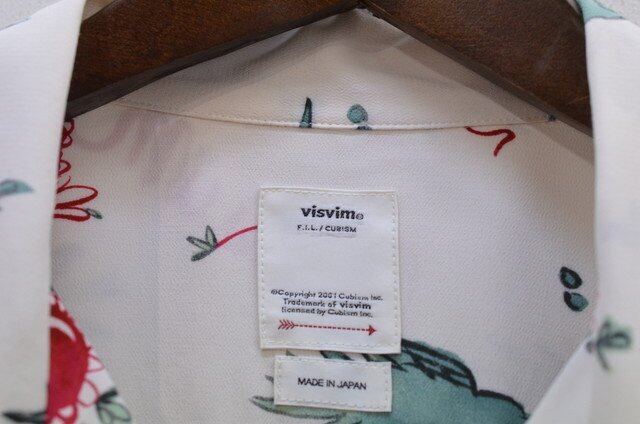 visvim®
F.I.L. / CUBISM
©Copyright 2001 Cubism Inc.
Trademark of visvim
licensed by Cubism Inc.
MADE IN JAPAN